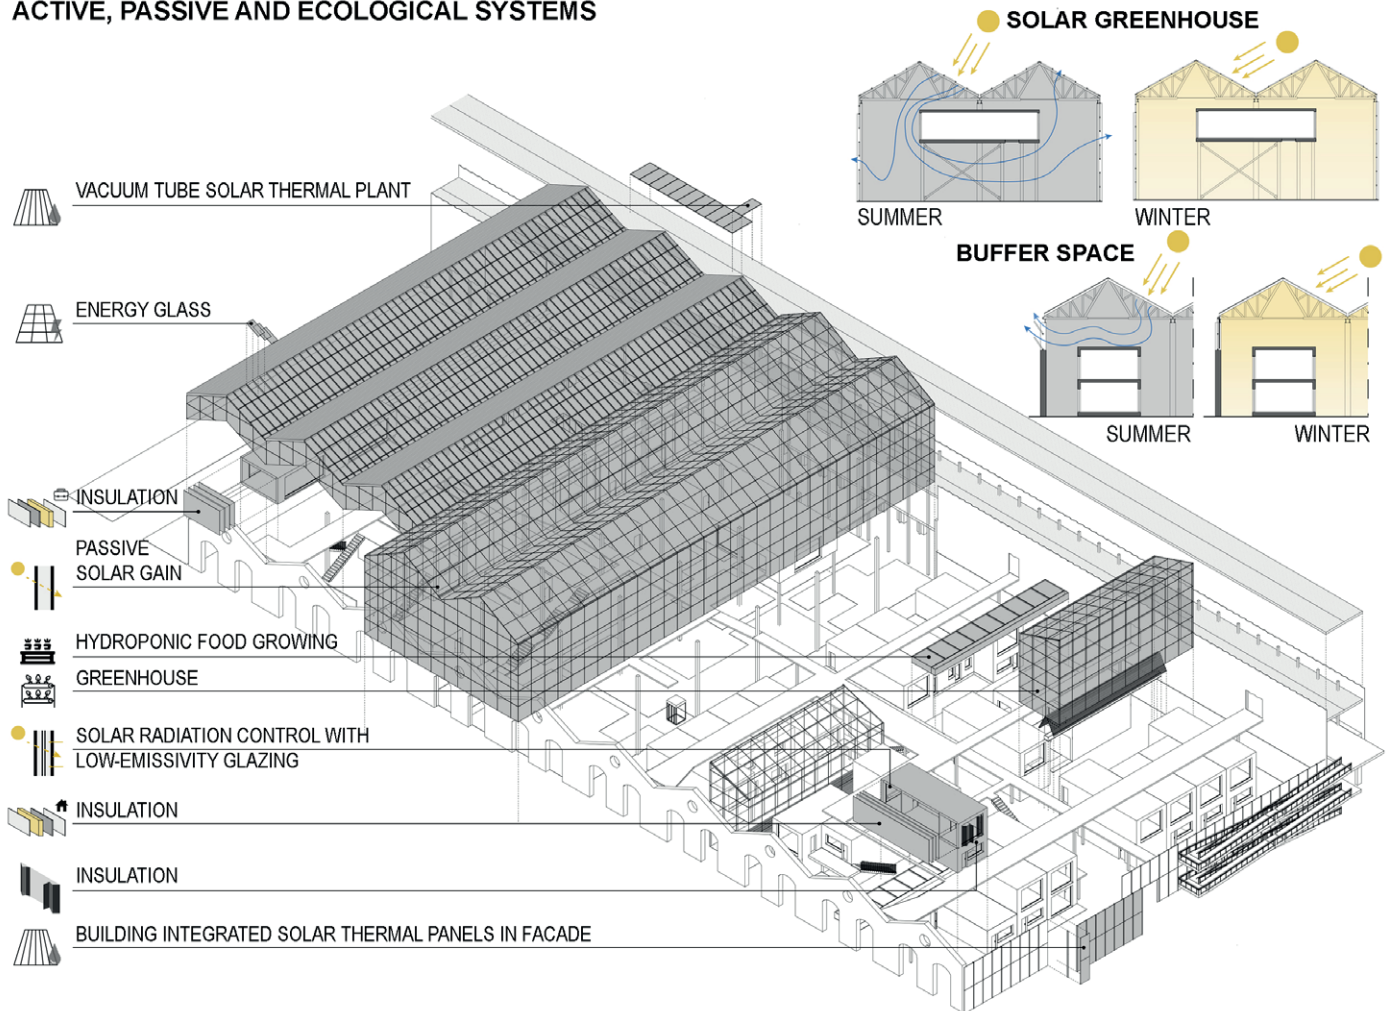 ACTIVE, PASSIVE AND ECOLOGICAL SYSTEMS
SOLAR GREENHOUSE
SUMMER
WINTER
BUFFER SPACE
SUMMER
WINTER
VACUUM TUBE SOLAR THERMAL PLANT
ENERGY GLASS
INSULATION
PASSIVE
SOLAR GAIN
HYDROPONIC FOOD GROWING
GREENHOUSE
SOLAR RADIATION CONTROL WITH
LOW-EMISSIVITY GLAZING
INSULATION
INSULATION
BUILDING INTEGRATED SOLAR THERMAL PANELS IN FACADE